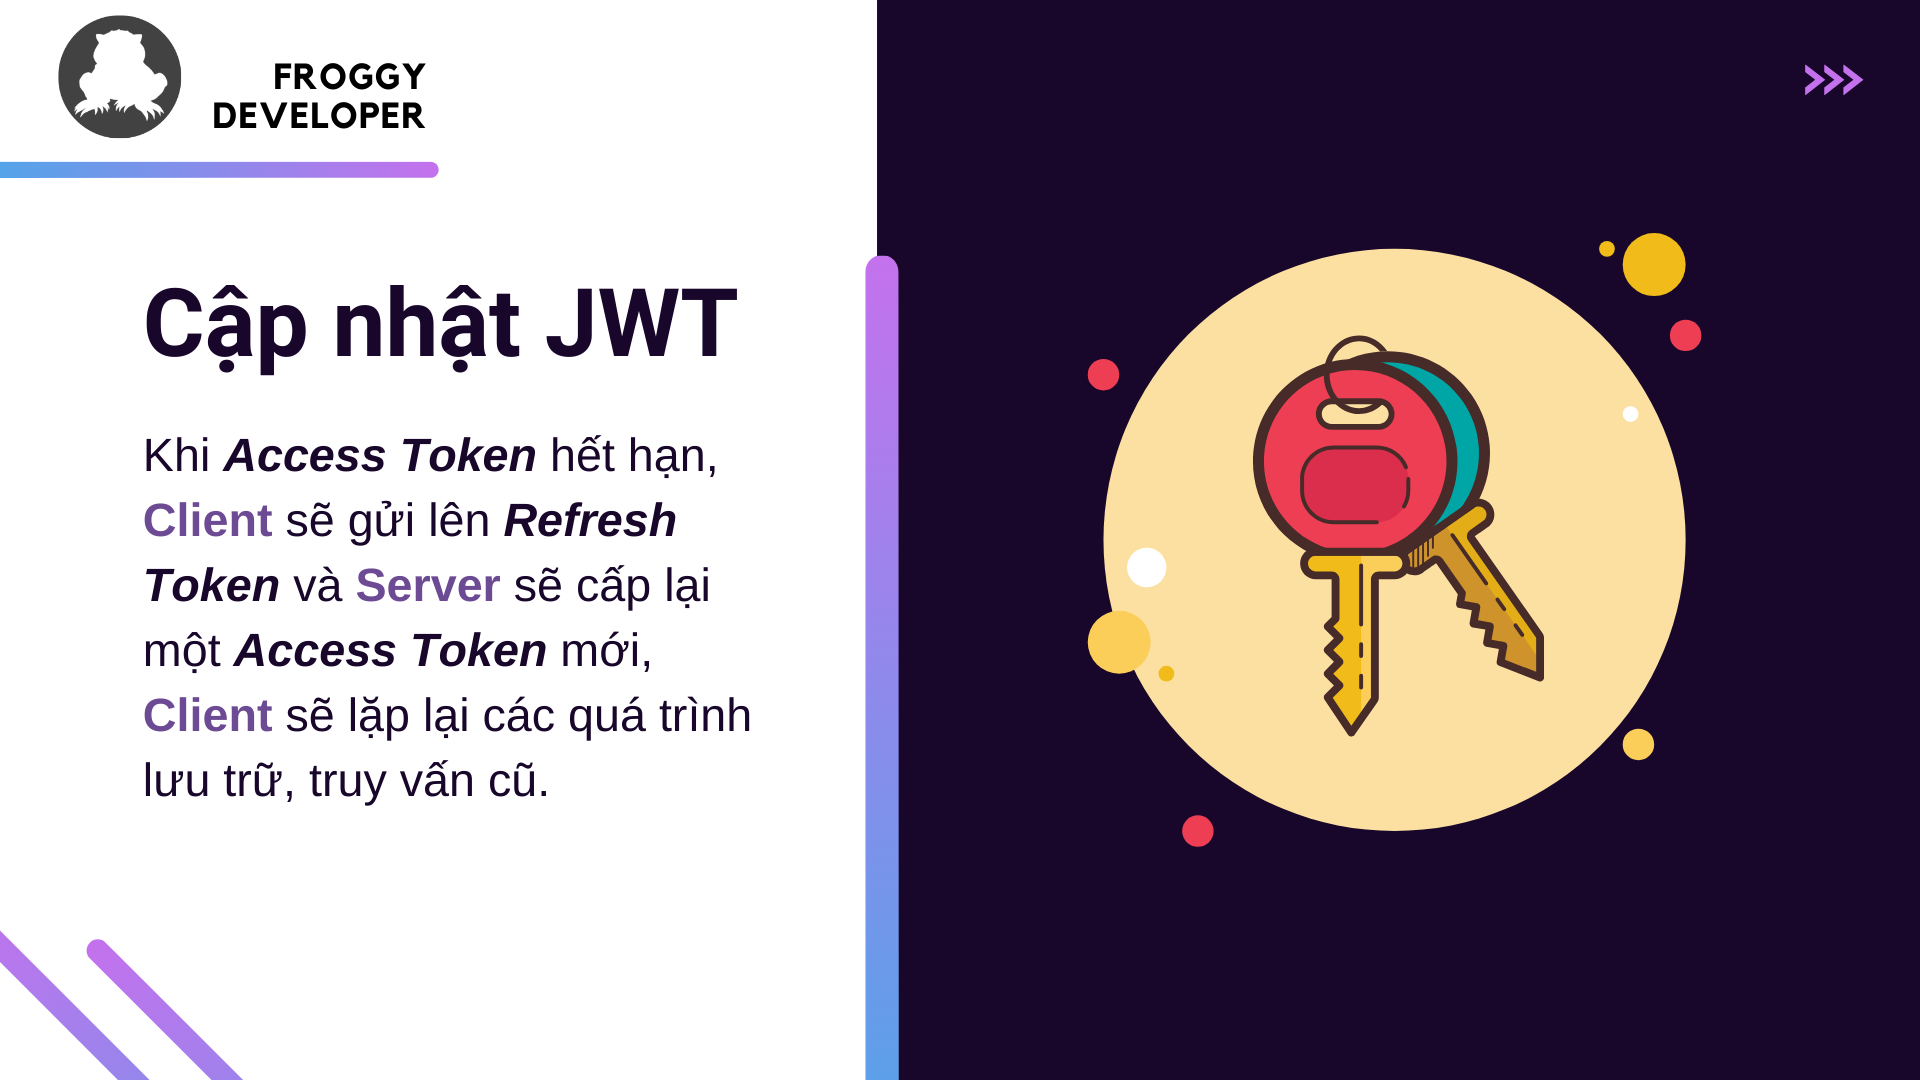 FROGGY
DEVELOPER
Cập nhật JWT
Khi Access Token hết hạn,
Client sẽ gửi lên Refresh
Token và Server sẽ cấp lại
một Access Token mới,
Client sẽ lặp lại các quá trình
lưu trữ, truy vấn cũ.